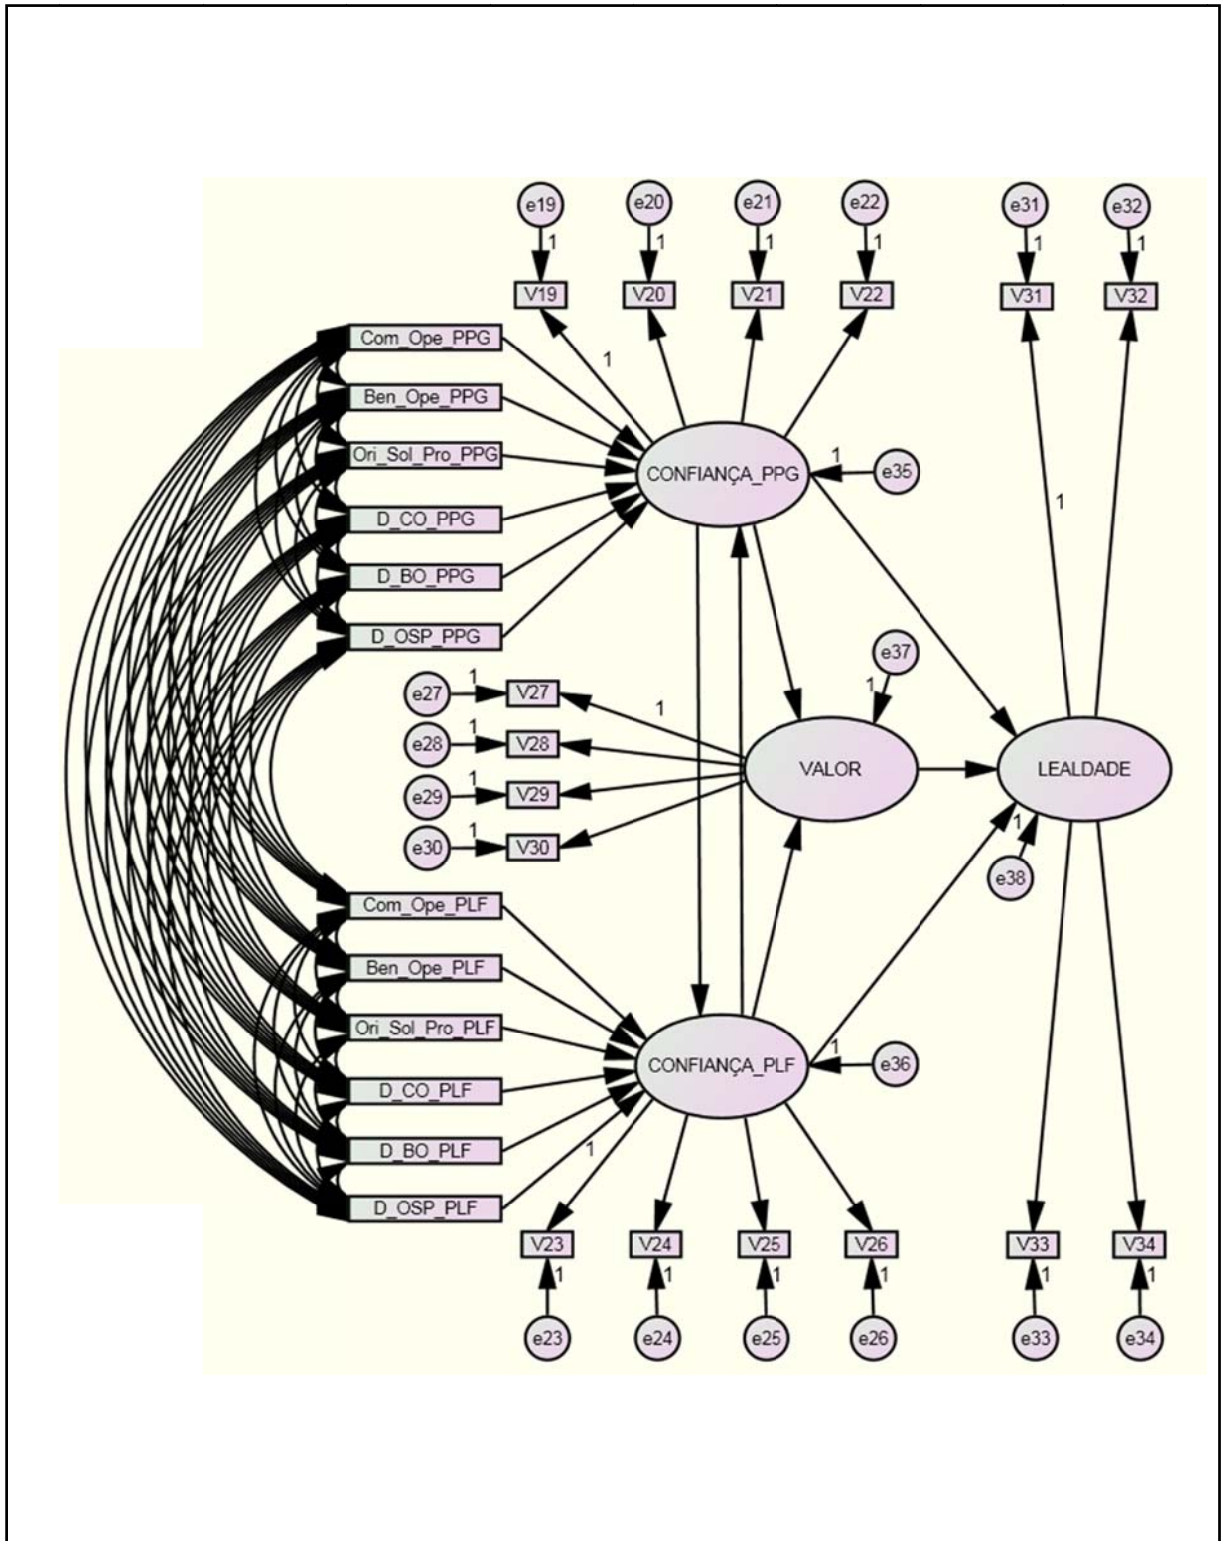 e19 e20 e21 e22 e31 e32
1 1 1 1 1 1
V19 V20 V21 V22 V31 V32
Com_Ope_PPG
1
Ben_Ope_PPG
Ori_Sol_Pro_PPG
CONFIANÇA_PPG
1
e35
1
D_CO_PPG
D_BO_PPG
D_OSP_PPG
e37
1
e27 1 V27
1
e28 1 V28
VALOR
LEALDADE
e29 1 V29
1
e30 1 V30
e38
Com_Ope_PLF
Ben_Ope_PLF
Ori_Sol_Pro_PLF
1
CONFIANÇA_PLF
e36
D_CO_PLF
D_BO_PLF
1
D_OSP_PLF
V23 V24 V25 V26 V33 V34
1 1 1 1 1 1
e23 e24 e25 e26 e33 e34